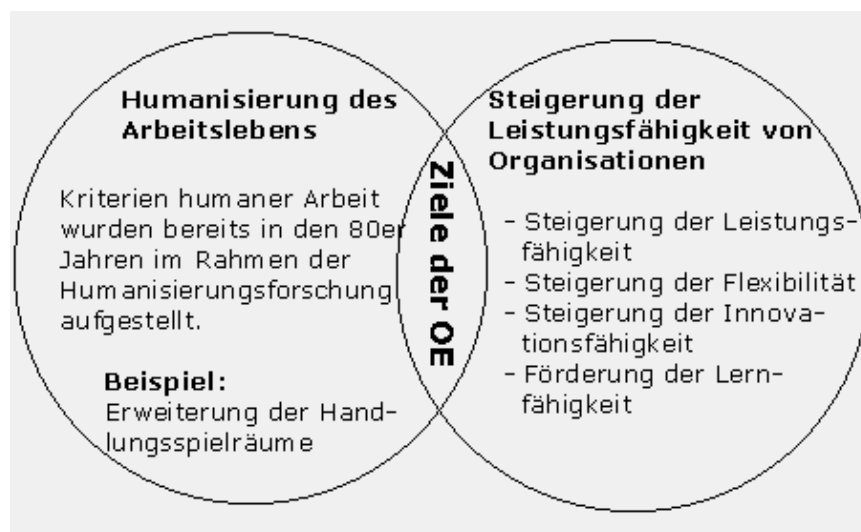 Humanisierung des
Arbeitslebens
Kriterien humaner Arbeit
wurden bereits in den 80er
Jahren im Rahmen der
Humanisierungsforschung
aufgestellt.
Beispiel:
Erweiterung der Hand-
lungsspielräume
Ziele der OE
Steigerung der
Leistungsfähigkeit von
Organisationen
- Steigerung der Leistungs-
fähigkeit
- Steigerung der Flexibilität
- Steigerung der Innova-
tionsfähigkeit
- Förderung der Lern-
fähigkeit